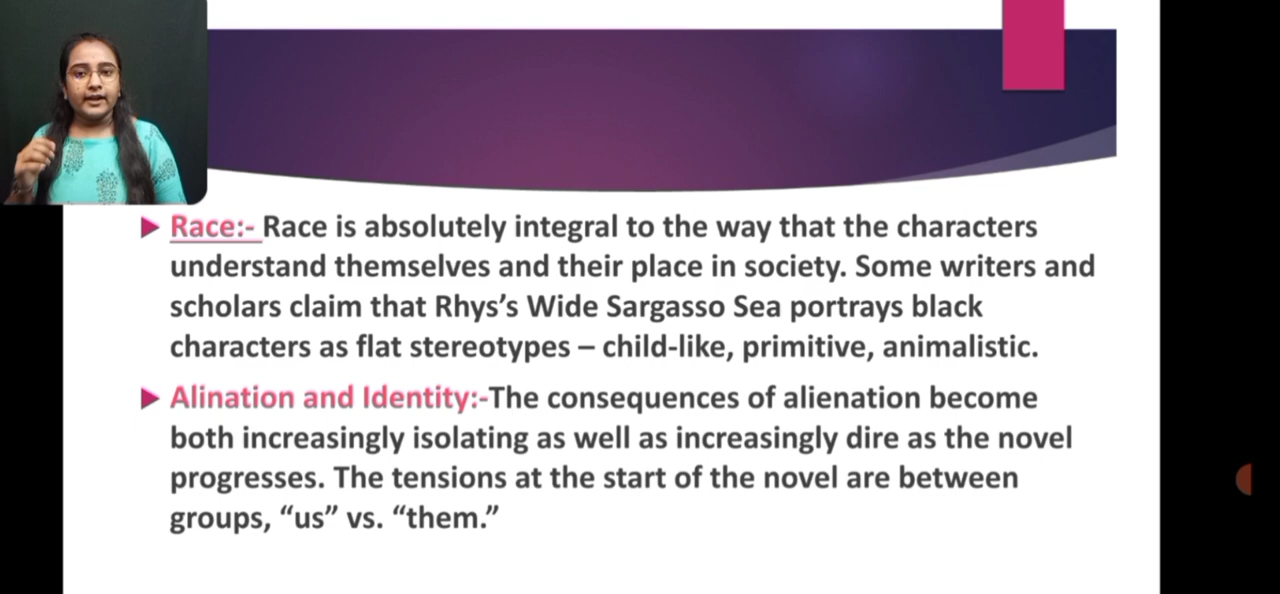 Race:- Race is absolutely integral to the way that the characters
understand themselves and their place in society. Some writers and
scholars claim that Rhys’s Wide Sargasso Sea portrays black
characters as flat stereotypes – child-like, primitive, animalistic.
Alination and Identity:-The consequences of alienation become
both increasingly isolating as well as increasingly dire as the novel
progresses. The tensions at the start of the novel are between
groups, “us” vs. “them.”